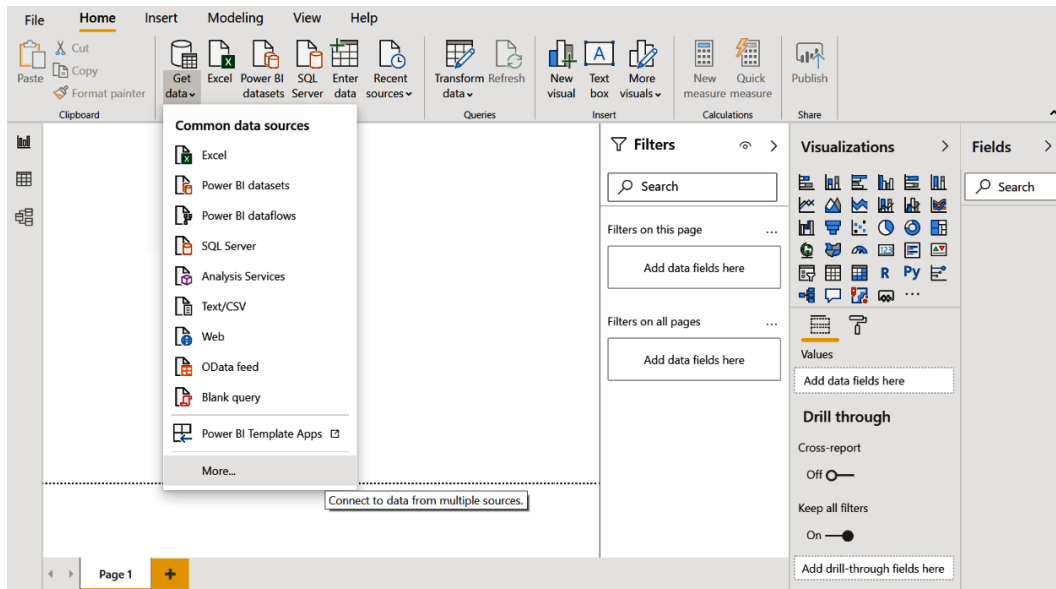 File Home Insert Modeling View Help
Paste
Cut
Copy
Format painter
Clipboard
Get data
Excel
Power BI datasets
SQL Server
Enter data
Recent sources
Transform data
Refresh
Queries
New visual
Text box
A
More visuals
Insert
New measure
Quick measure
Calculations
Publish
Share
Common data sources
Excel
Power BI datasets
Power BI dataflows
SQL Server
Analysis Services
Text/CSV
Web
OData feed
Blank query
Power BI Template Apps
More...
Connect to data from multiple sources.
Filters
Search
Filters on this page ...
Add data fields here
Filters on all pages ...
Add data fields here
Visualizations
123
R Py
...
Values
Add data fields here
Drill through
Cross-report
Off
Keep all filters
On
Add drill-through fields here
Fields
Search
Page 1 +